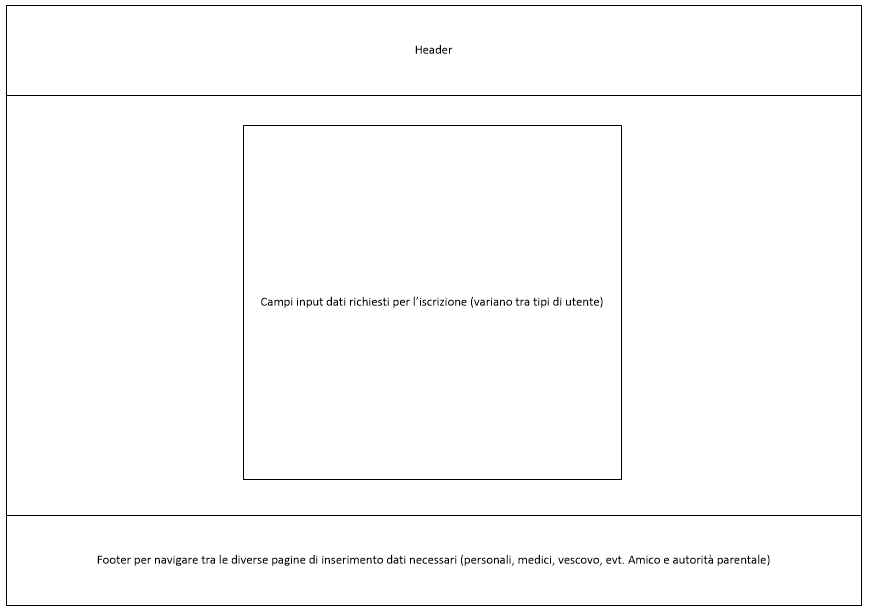 Header
Campi input dati richiesti per l’iscrizione (variano tra tipi di utente)
Footer per navigare tra le diverse pagine di inserimento dati necessari (personali, medici, vescovo, evt. Amico e autorità parentale)